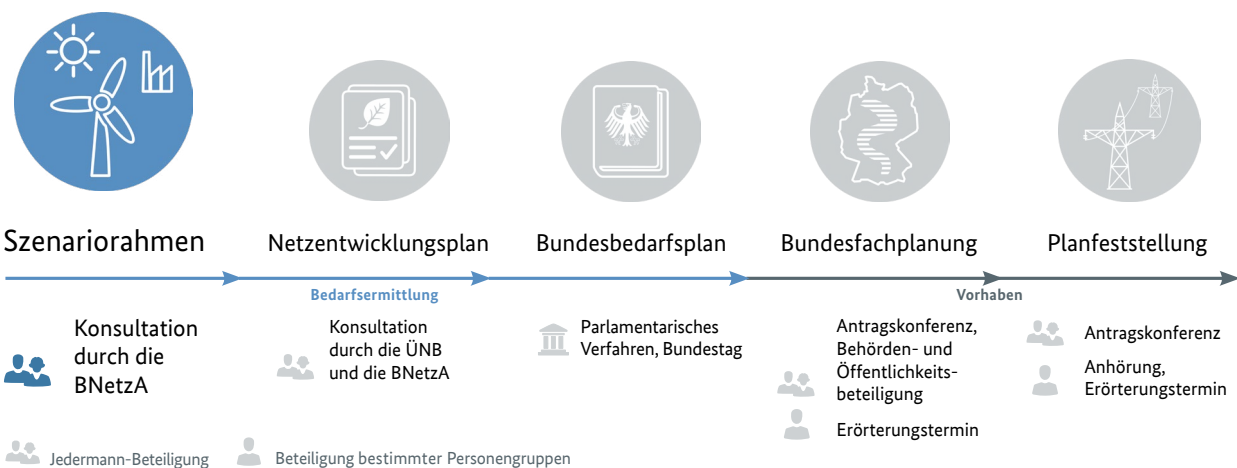 Szenariorahmen
Netzentwicklungsplan
Bundesbedarfsplan
Bundesfachplanung
Planfeststellung
Bedarfsermittlung
Vorhaben
Konsultation
durch die
BNetzA
Konsultation
durch die ÜNB
und die BNetzA
Parlamentarisches
Verfahren, Bundestag
Antragskonferenz,
Behörden- und
Öffentlichkeits-
beteiligung
Erörterungstermin
Antragskonferenz
Anhörung,
Erörterungstermin
Jedermann-Beteiligung
Beteiligung bestimmter Personengruppen